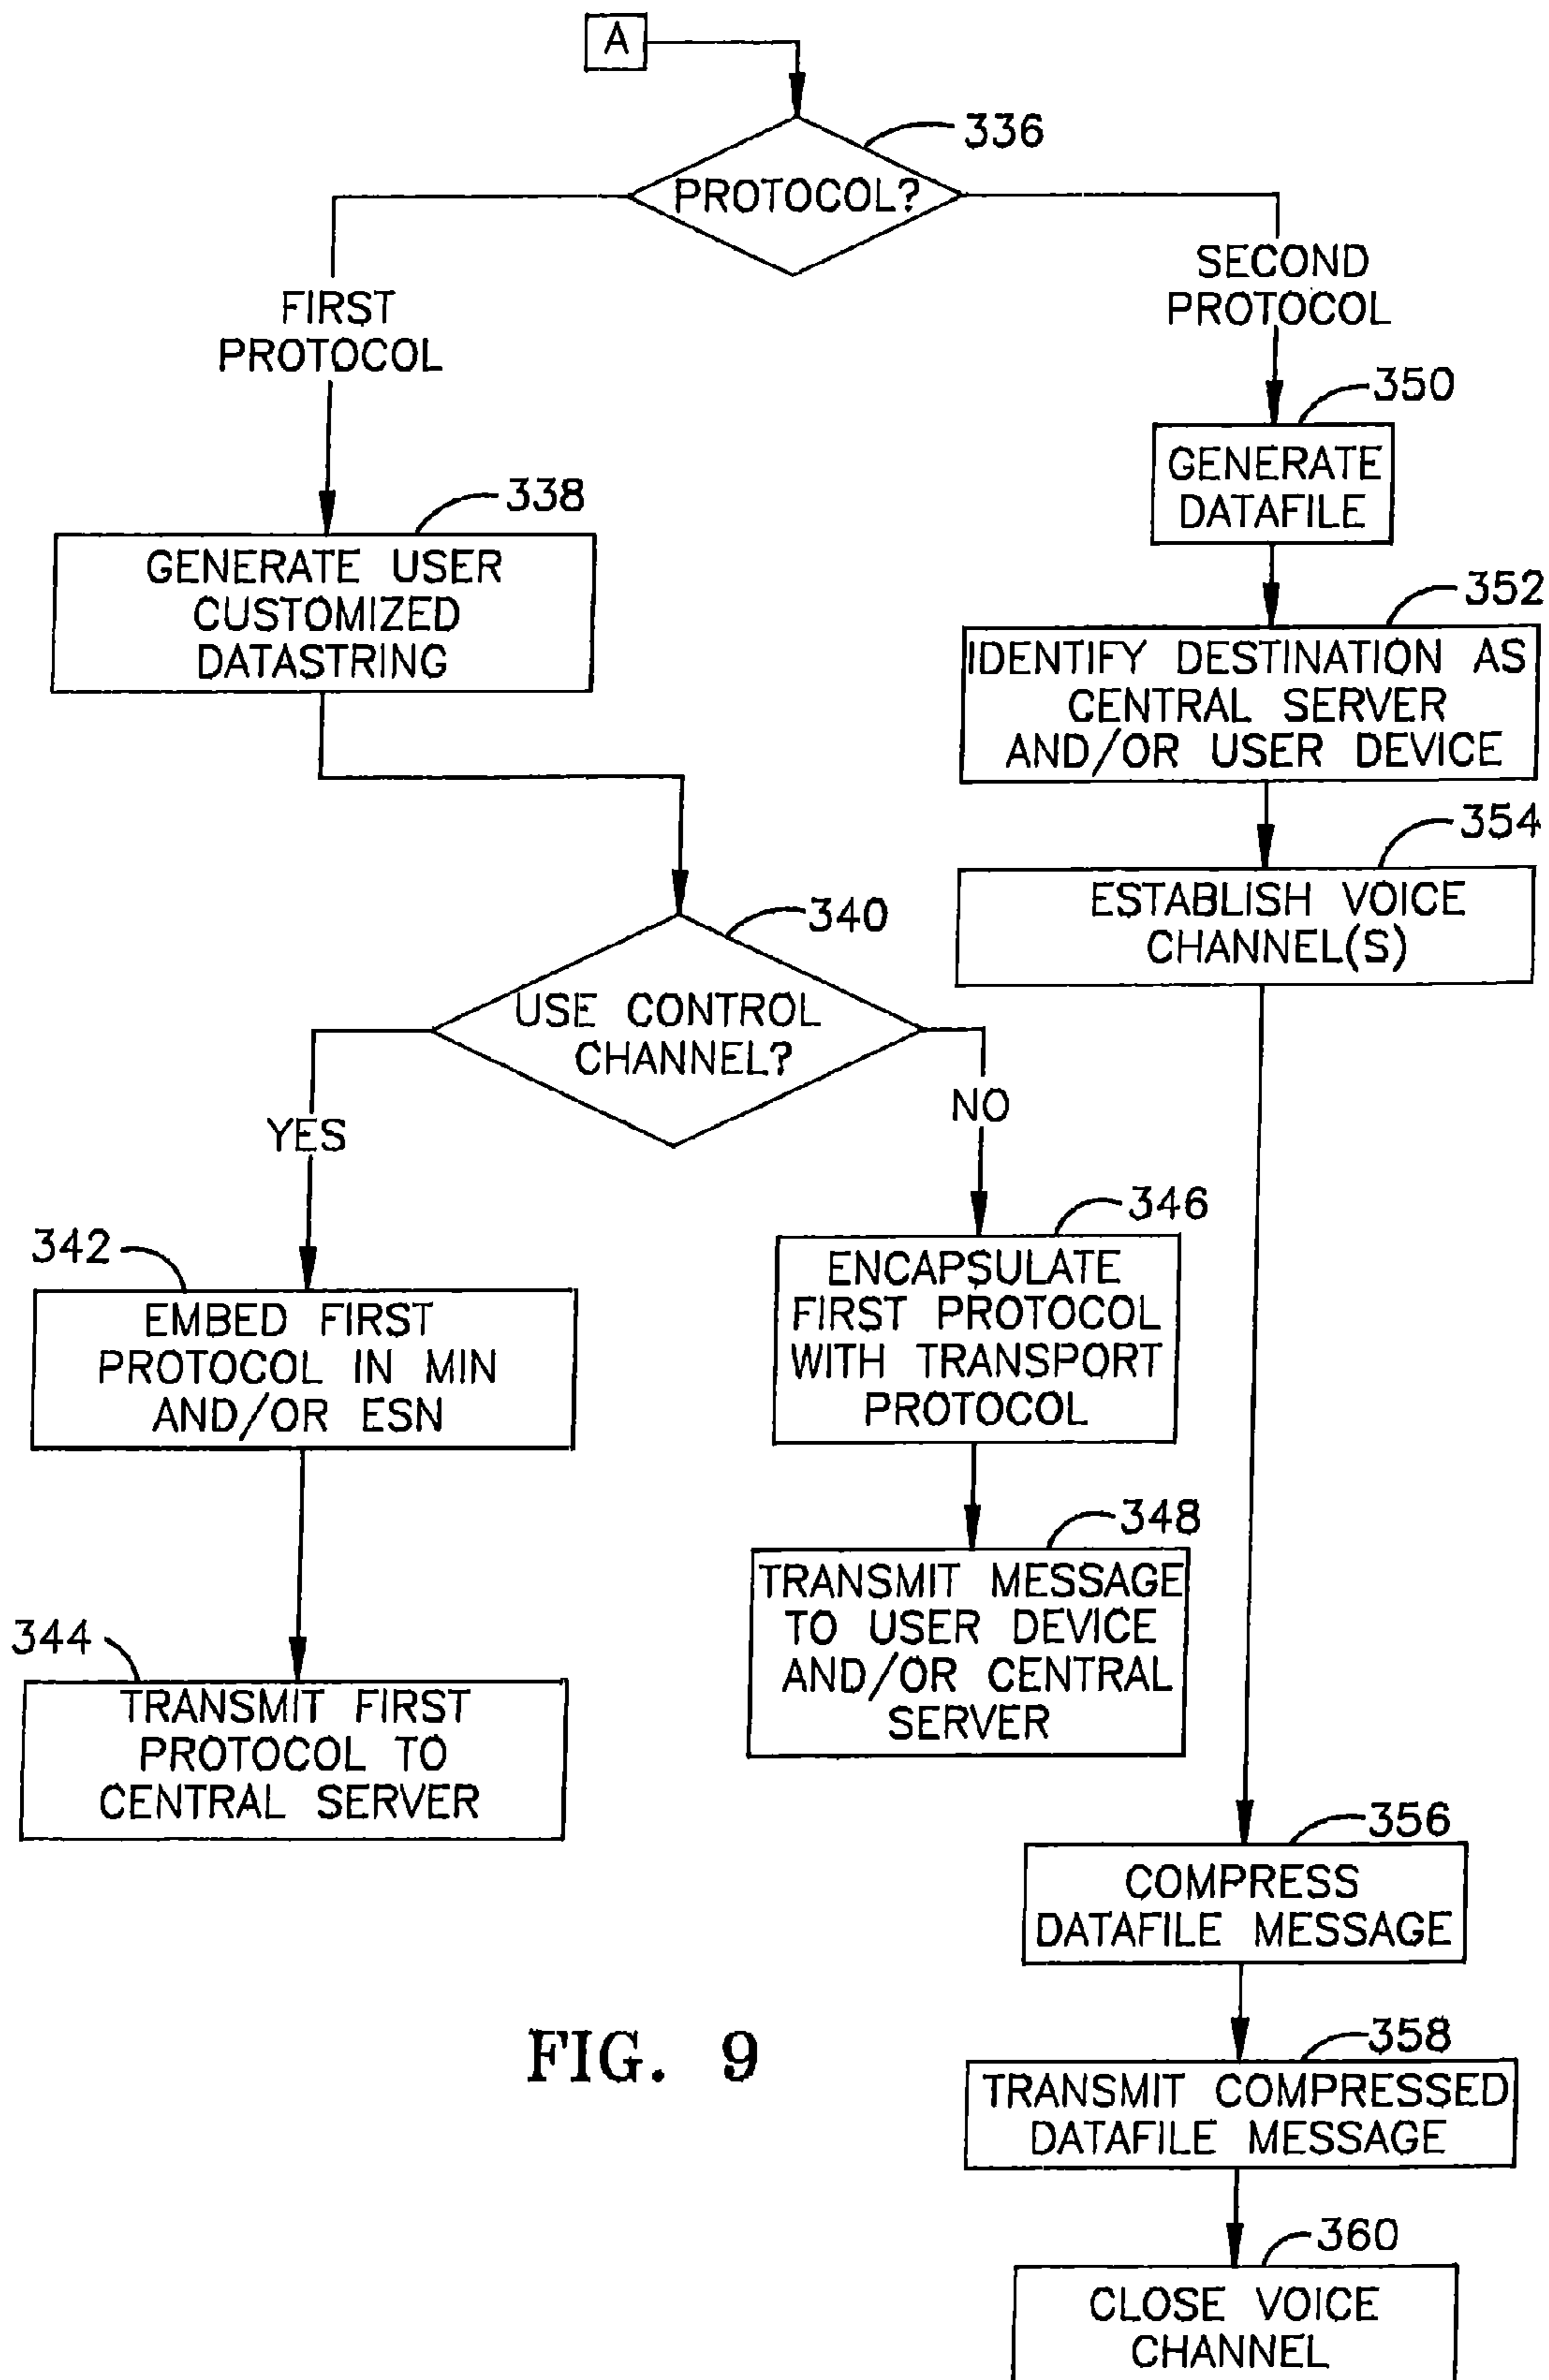 A
336
PROTOCOL?
FIRST
PROTOCOL
SECOND
PROTOCOL
350
GENERATE
DATAFILE
338
GENERATE USER
CUSTOMIZED
DATASTRING
352
IDENTIFY DESTINATION AS
CENTRAL SERVER
AND/OR USER DEVICE
354
ESTABLISH VOICE
CHANNEL(S)
340
USE CONTROL
CHANNEL?
YES
NO
342
EMBED FIRST
PROTOCOL IN MIN
AND/OR ESN
346
ENCAPSULATE
FIRST PROTOCOL
WITH TRANSPORT
PROTOCOL
344
TRANSMIT FIRST
PROTOCOL TO
CENTRAL SERVER
348
TRANSMIT MESSAGE
TO USER DEVICE
AND/OR CENTRAL
SERVER
356
COMPRESS
DATAFILE MESSAGE
358
TRANSMIT COMPRESSED
DATAFILE MESSAGE
360
CLOSE VOICE
CHANNEL
FIG. 9